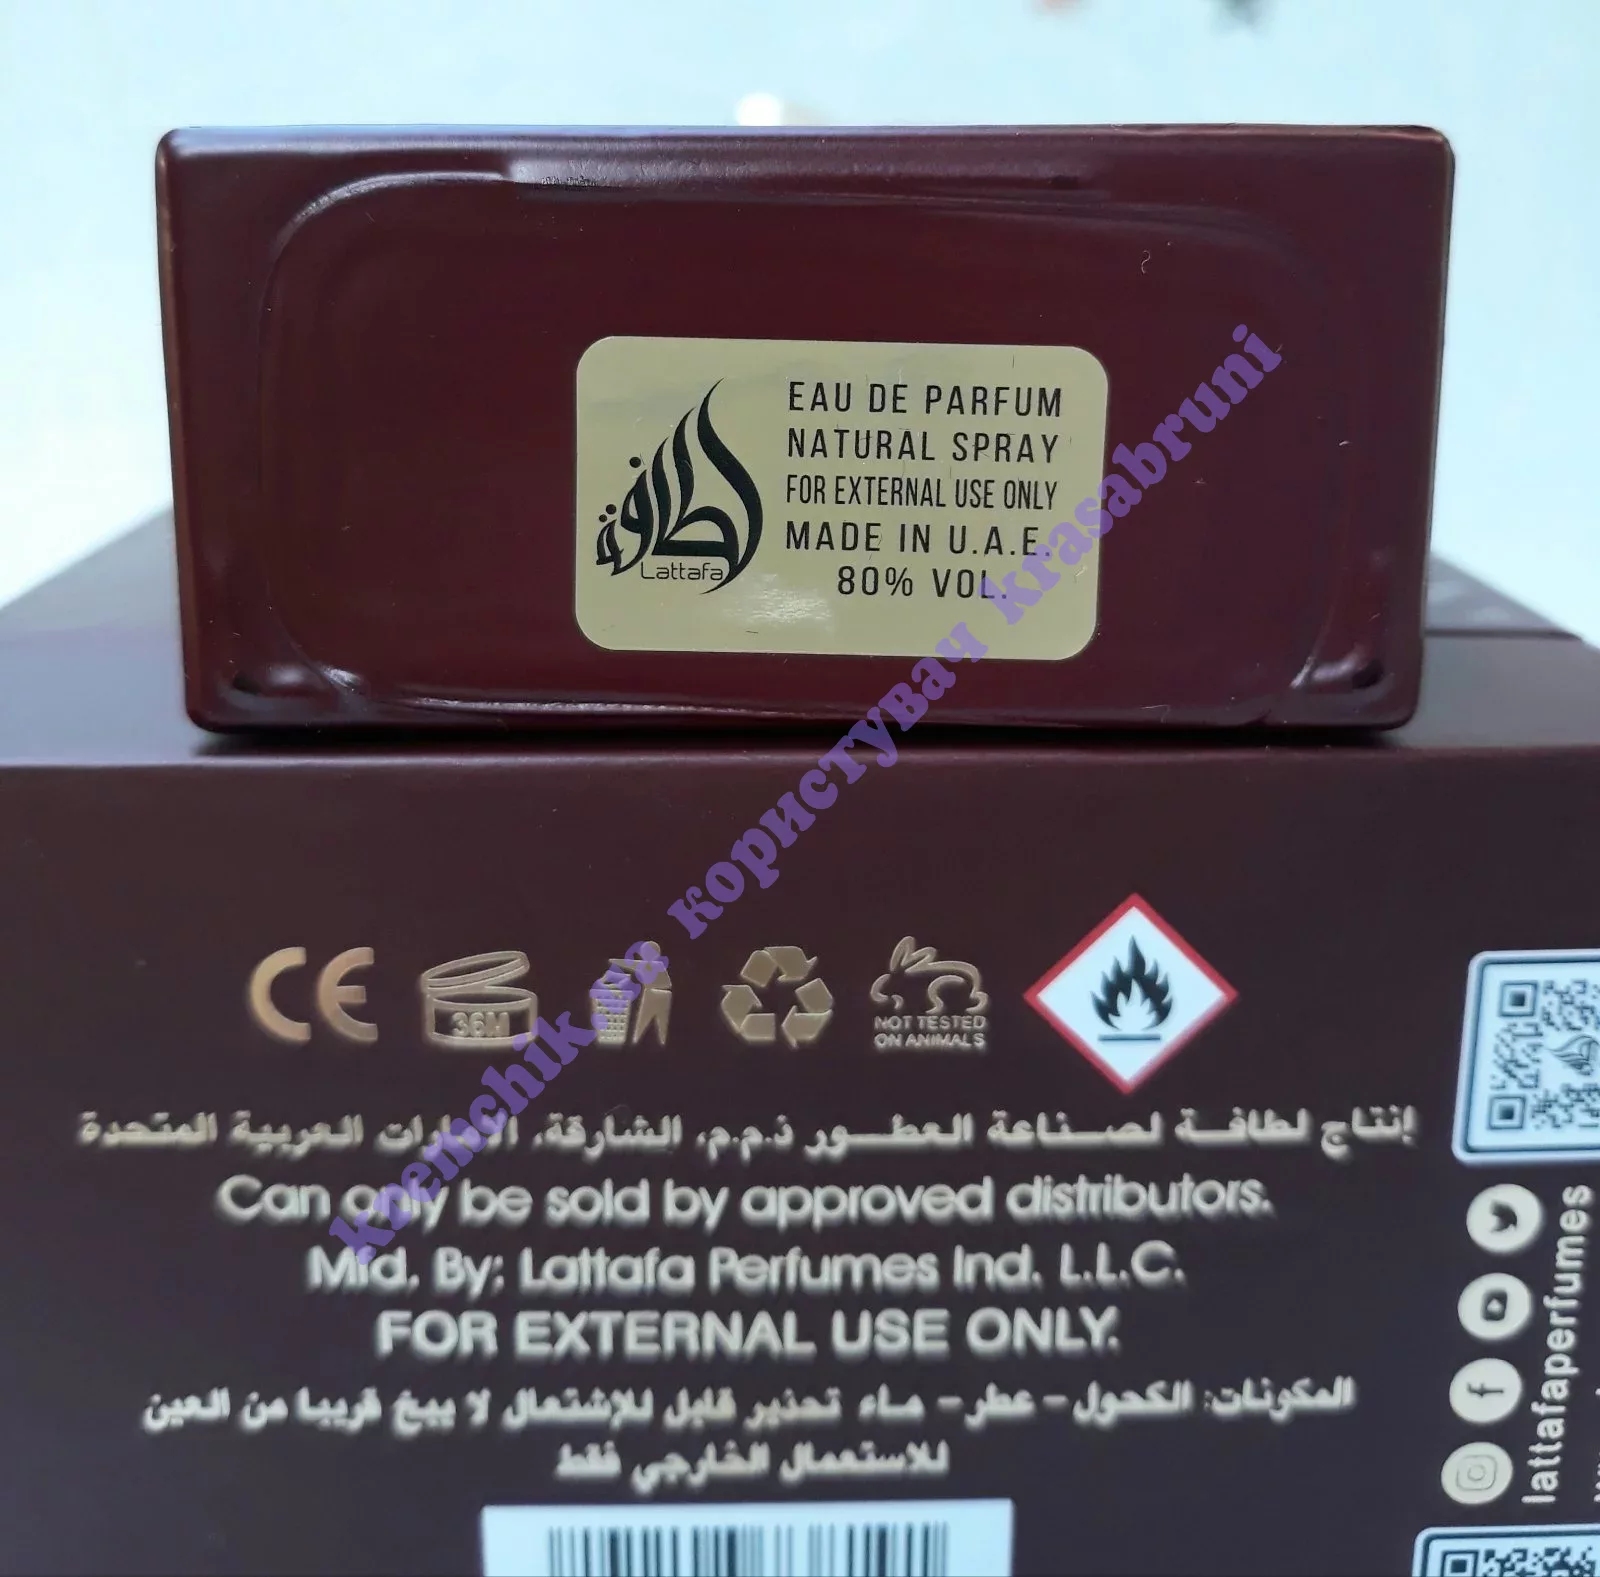 لطافة
Lattafa
EAU DE PARFUM
NATURAL SPRAY
FOR EXTERNAL USE ONLY
MADE IN U.A.E.
80% VOL.
kremchik.ua користувач krasabruni
CE
36M
NOT TESTED
ON ANIMALS
إنتاج لطافة لصناعة العطور ذ.م.م، الشارقة، الإمارات العربية المتحدة
Can only be sold by approved distributors.
Mfd. By: Lattafa Perfumes Ind. L.L.C.
FOR EXTERNAL USE ONLY.
المكونات: الكحول - عطر - ماء تحذير قابل للإشتعال لا يبخ قريبا من العين
للاستعمال الخارجي فقط
lattafaperfumes